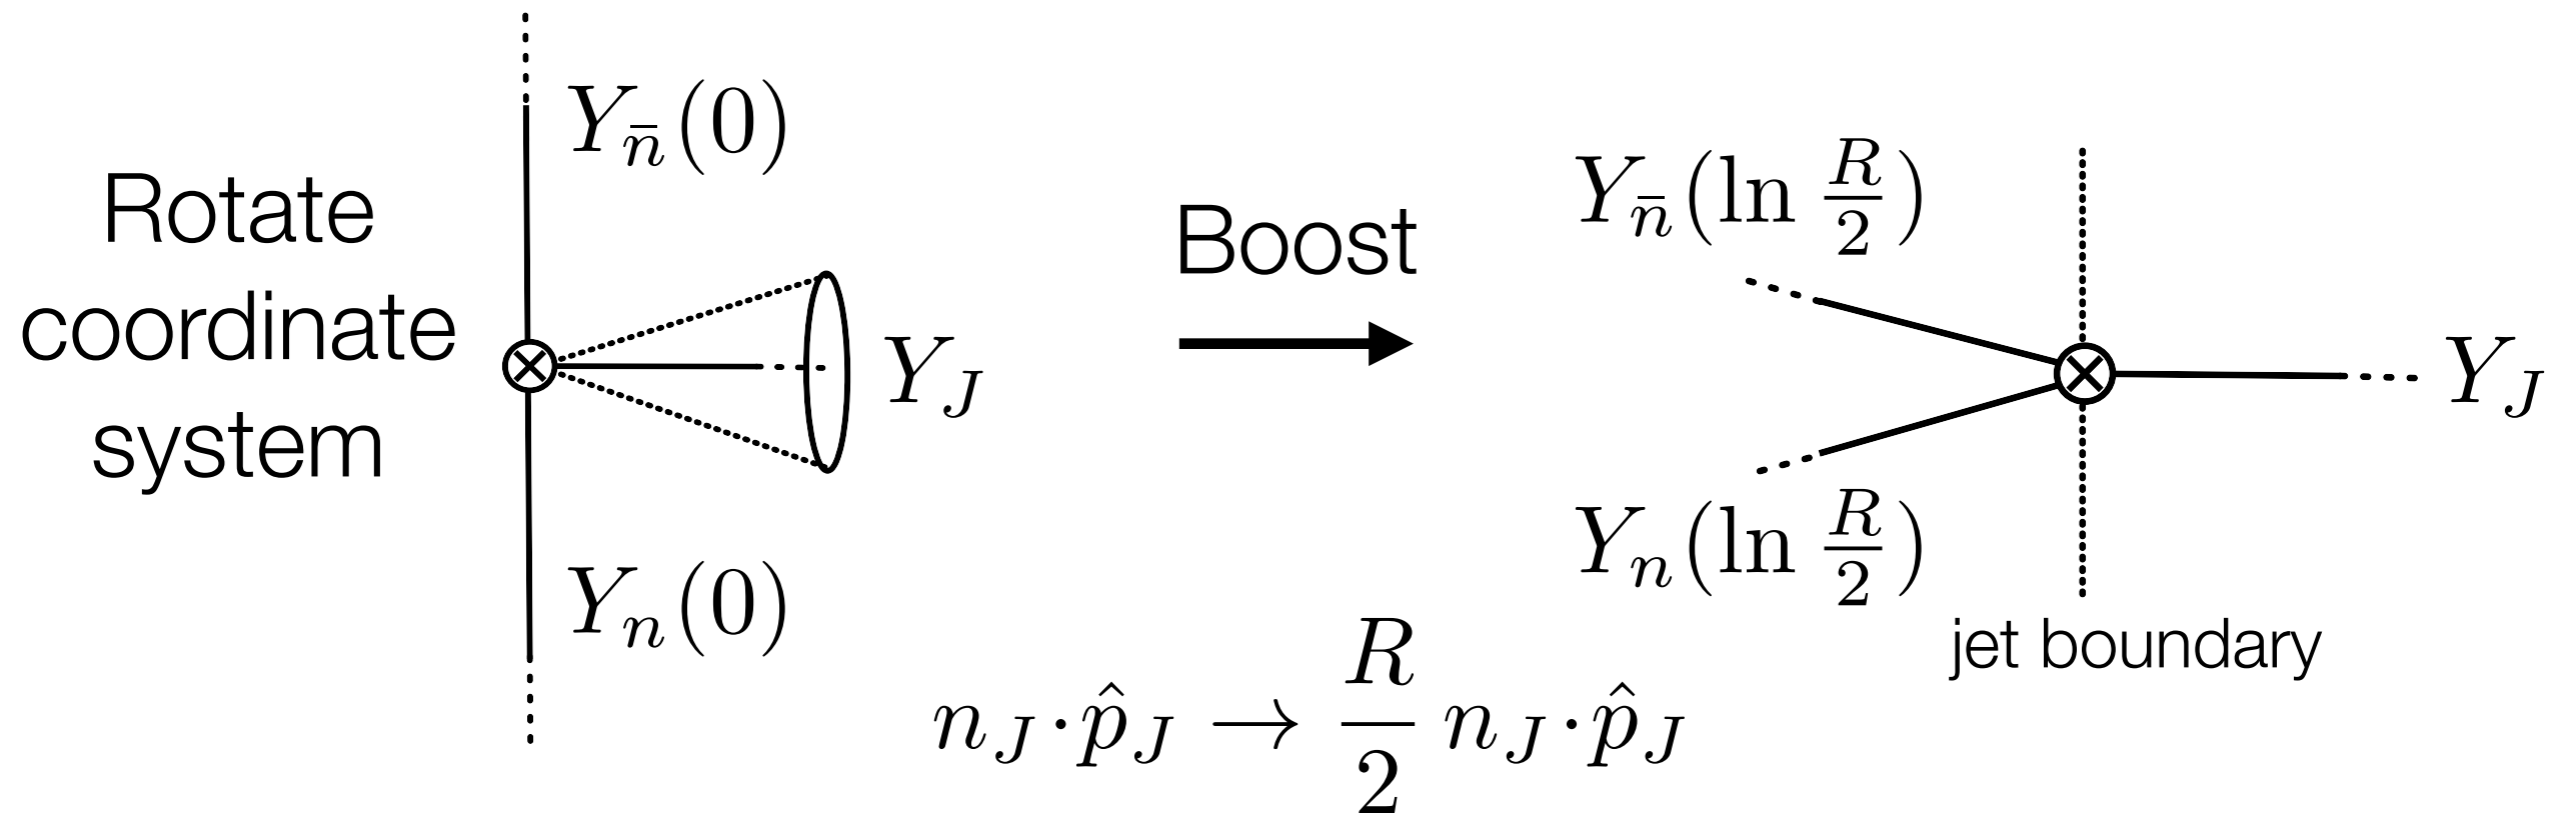 Rotate
coordinate
system
$Y_{\bar{n}}(0)$
$Y_J$
$Y_n(0)$
Boost
$Y_{\bar{n}}(\ln \frac{R}{2})$
$Y_n(\ln \frac{R}{2})$
$Y_J$
jet boundary
$n_J \cdot \hat{p}_J \to \frac{R}{2} \, n_J \cdot \hat{p}_J$